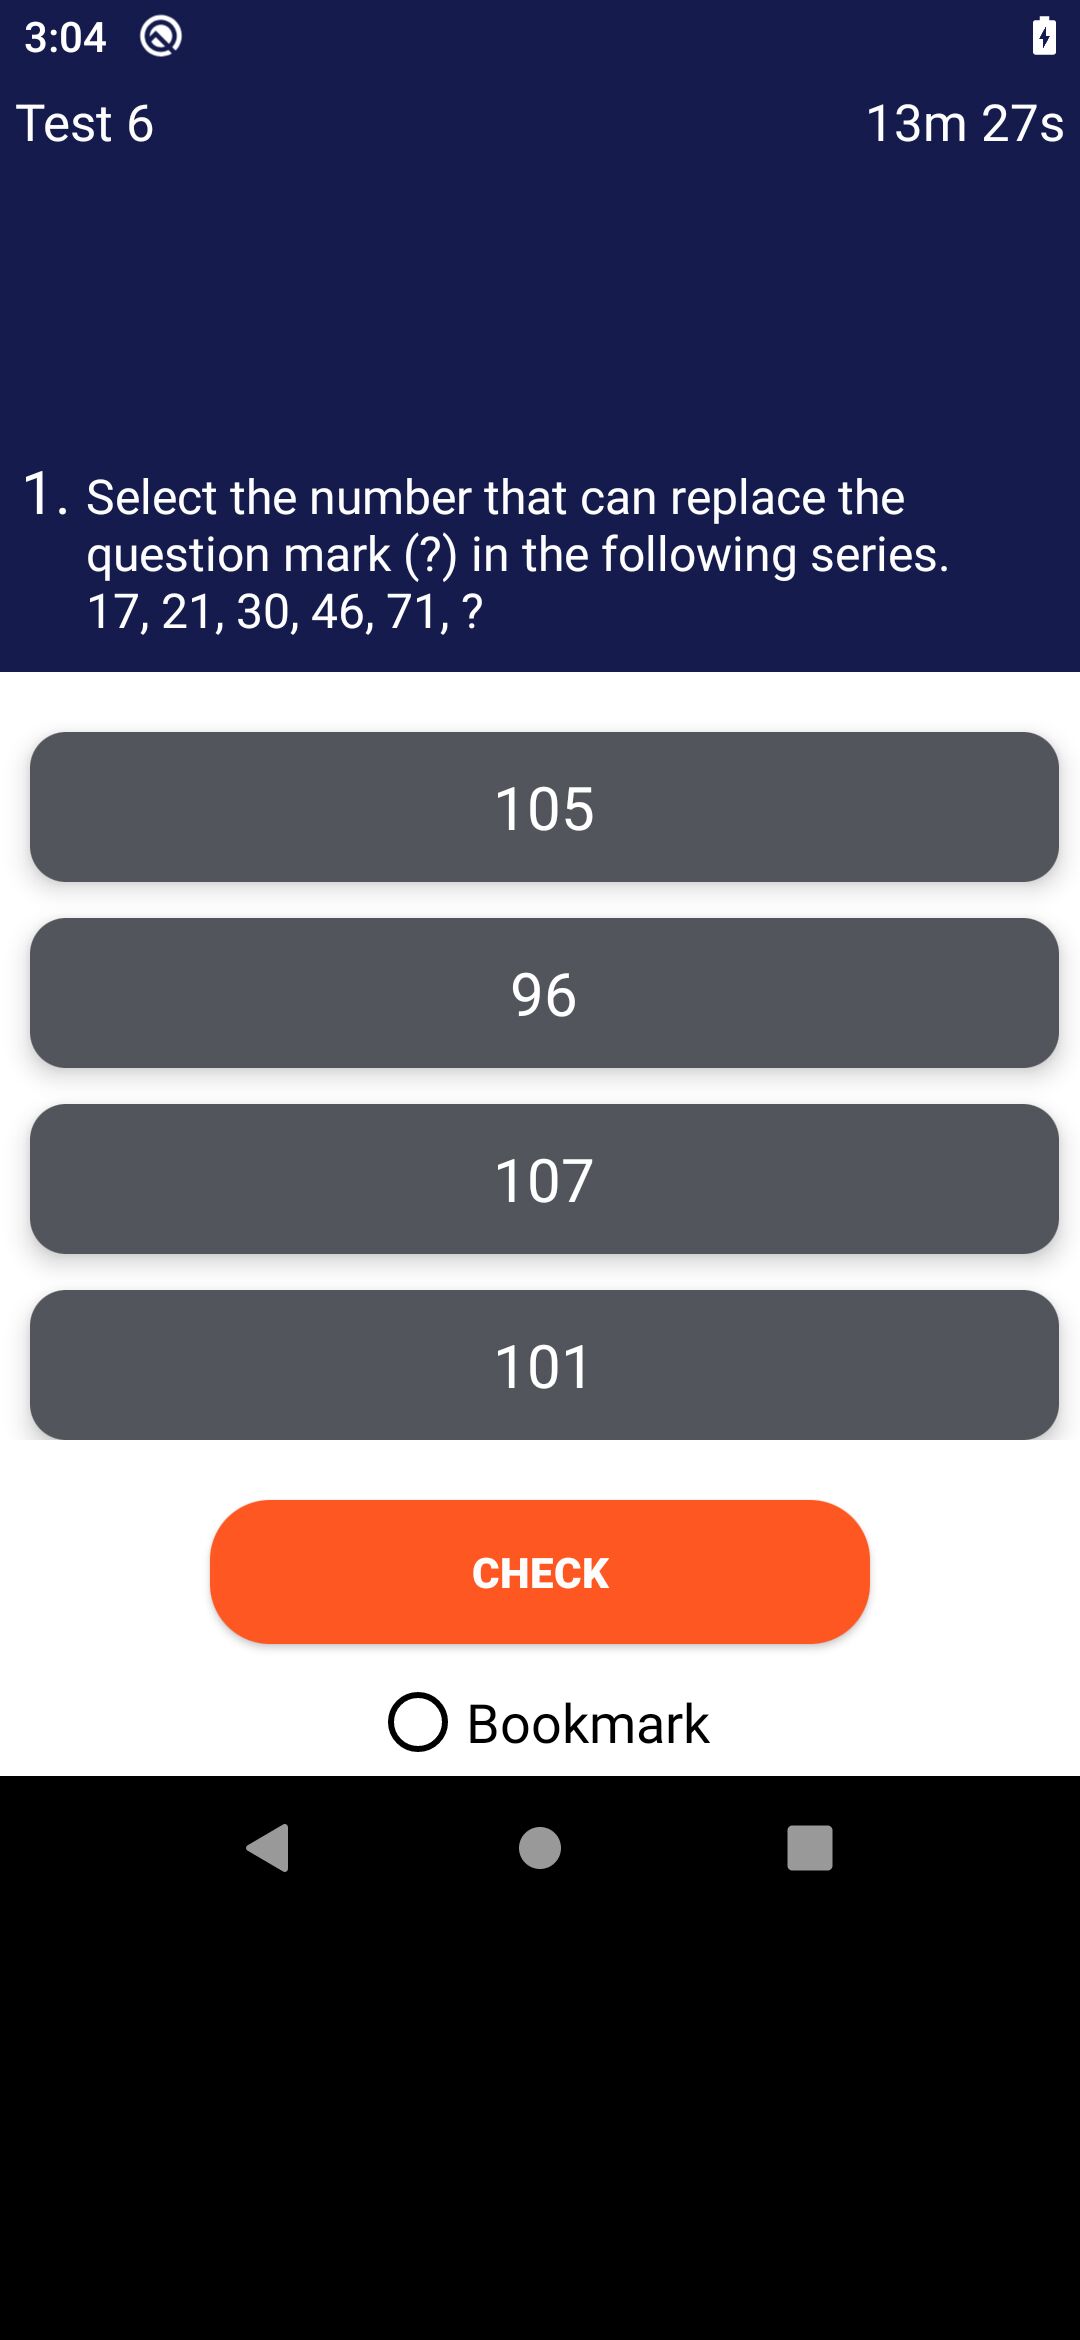 3:04
Test 6
13m 27s
1. Select the number that can replace the
question mark (?) in the following series.
17, 21, 30, 46, 71, ?
105
96
107
101
CHECK
Bookmark